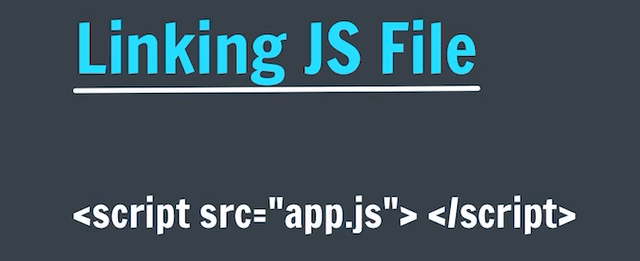 Linking JS File
<script src="app.js"> </script>